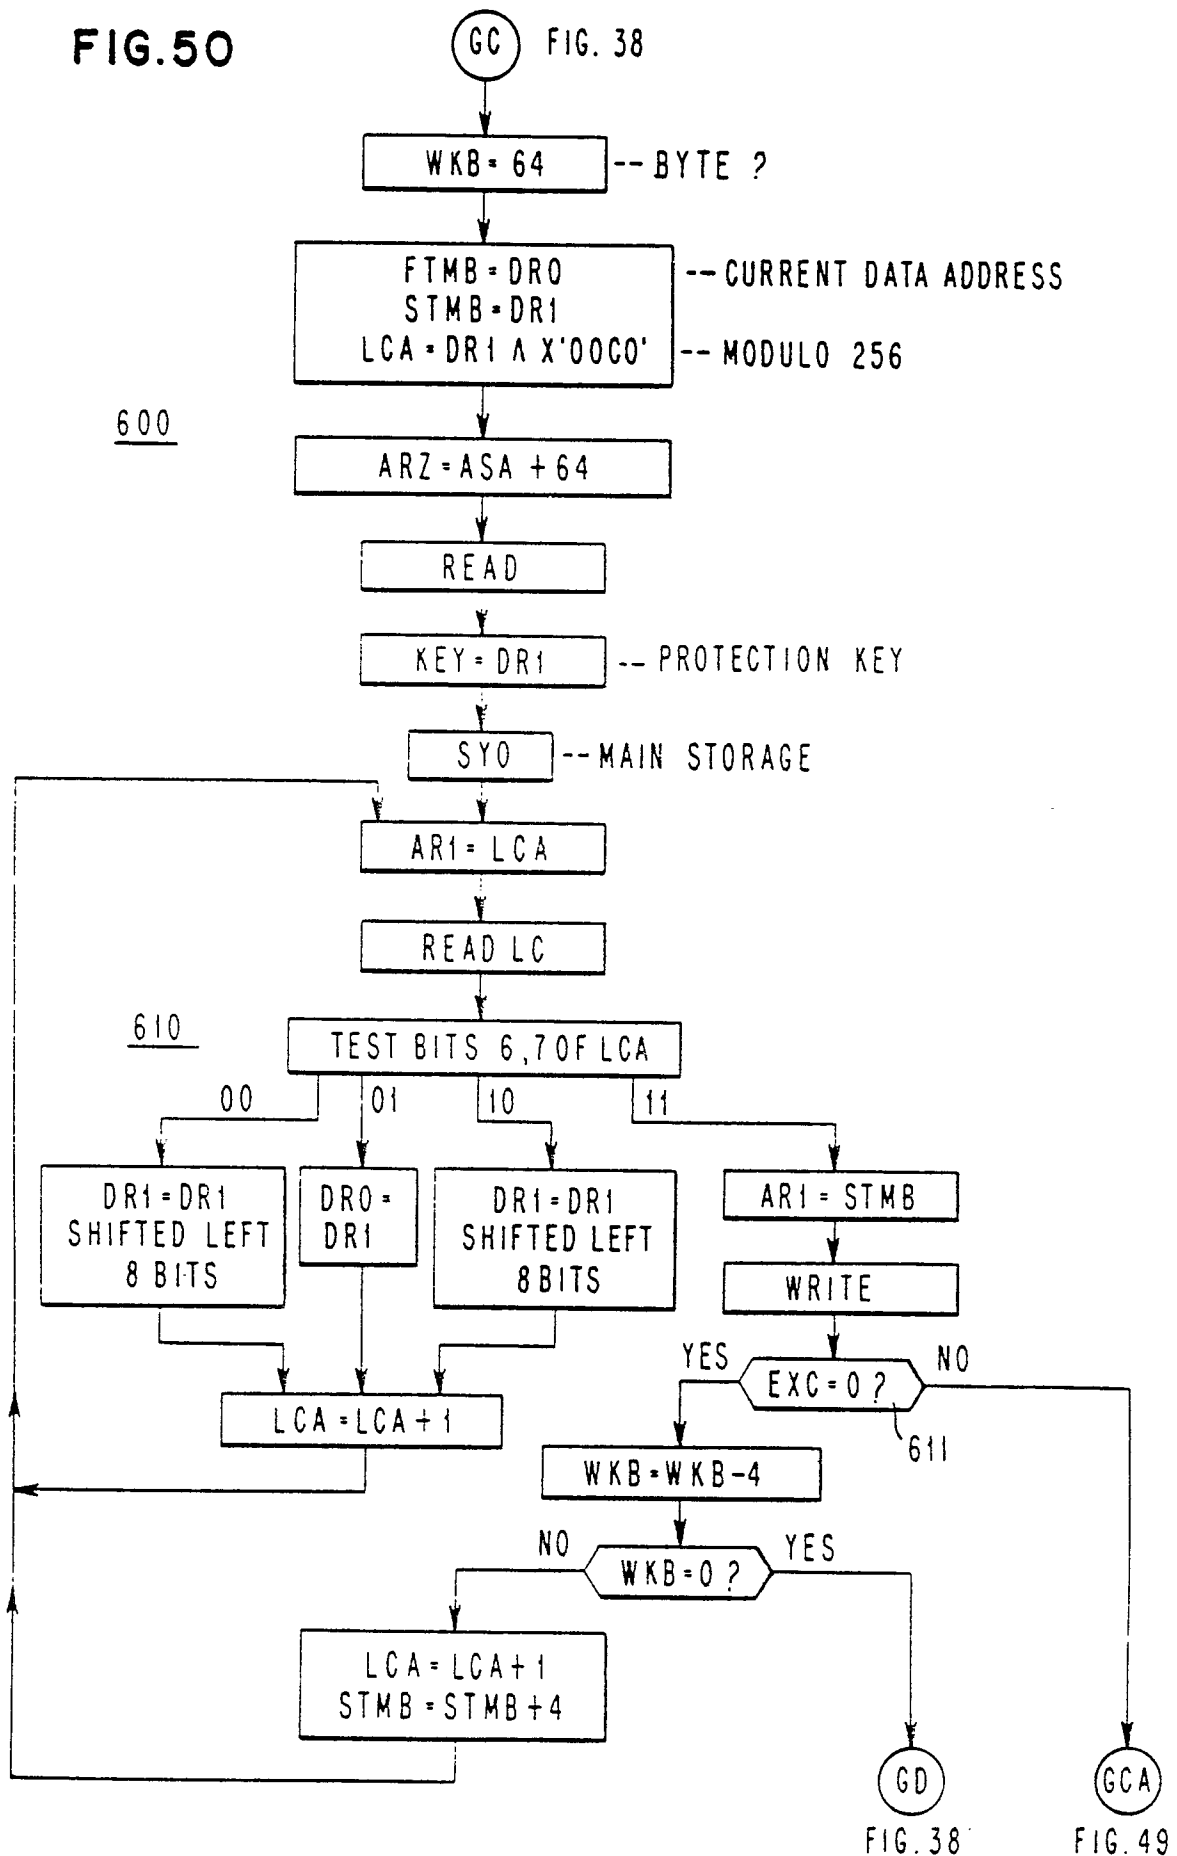 FIG.50
GC FIG. 38
WKB=64 --BYTE ?
FTMB=DR0 --CURRENT DATA ADDRESS
STMB=DR1
LCA=DR1 Λ X'00C0' --MODULO 256
600
ARZ=ASA+64
READ
KEY=DR1 --PROTECTION KEY
SY0 --MAIN STORAGE
AR1=LCA
READ LC
610
TEST BITS 6,7 OF LCA
00 01 10 11
DR1=DR1
SHIFTED LEFT
8 BITS
DR0=
DR1
DR1=DR1
SHIFTED LEFT
8 BITS
AR1=STMB
WRITE
YES EXC=0? NO
611
LCA=LCA+1
WKB=WKB-4
NO WKB=0? YES
LCA=LCA+1
STMB=STMB+4
GD GCA
FIG.38 FIG.49